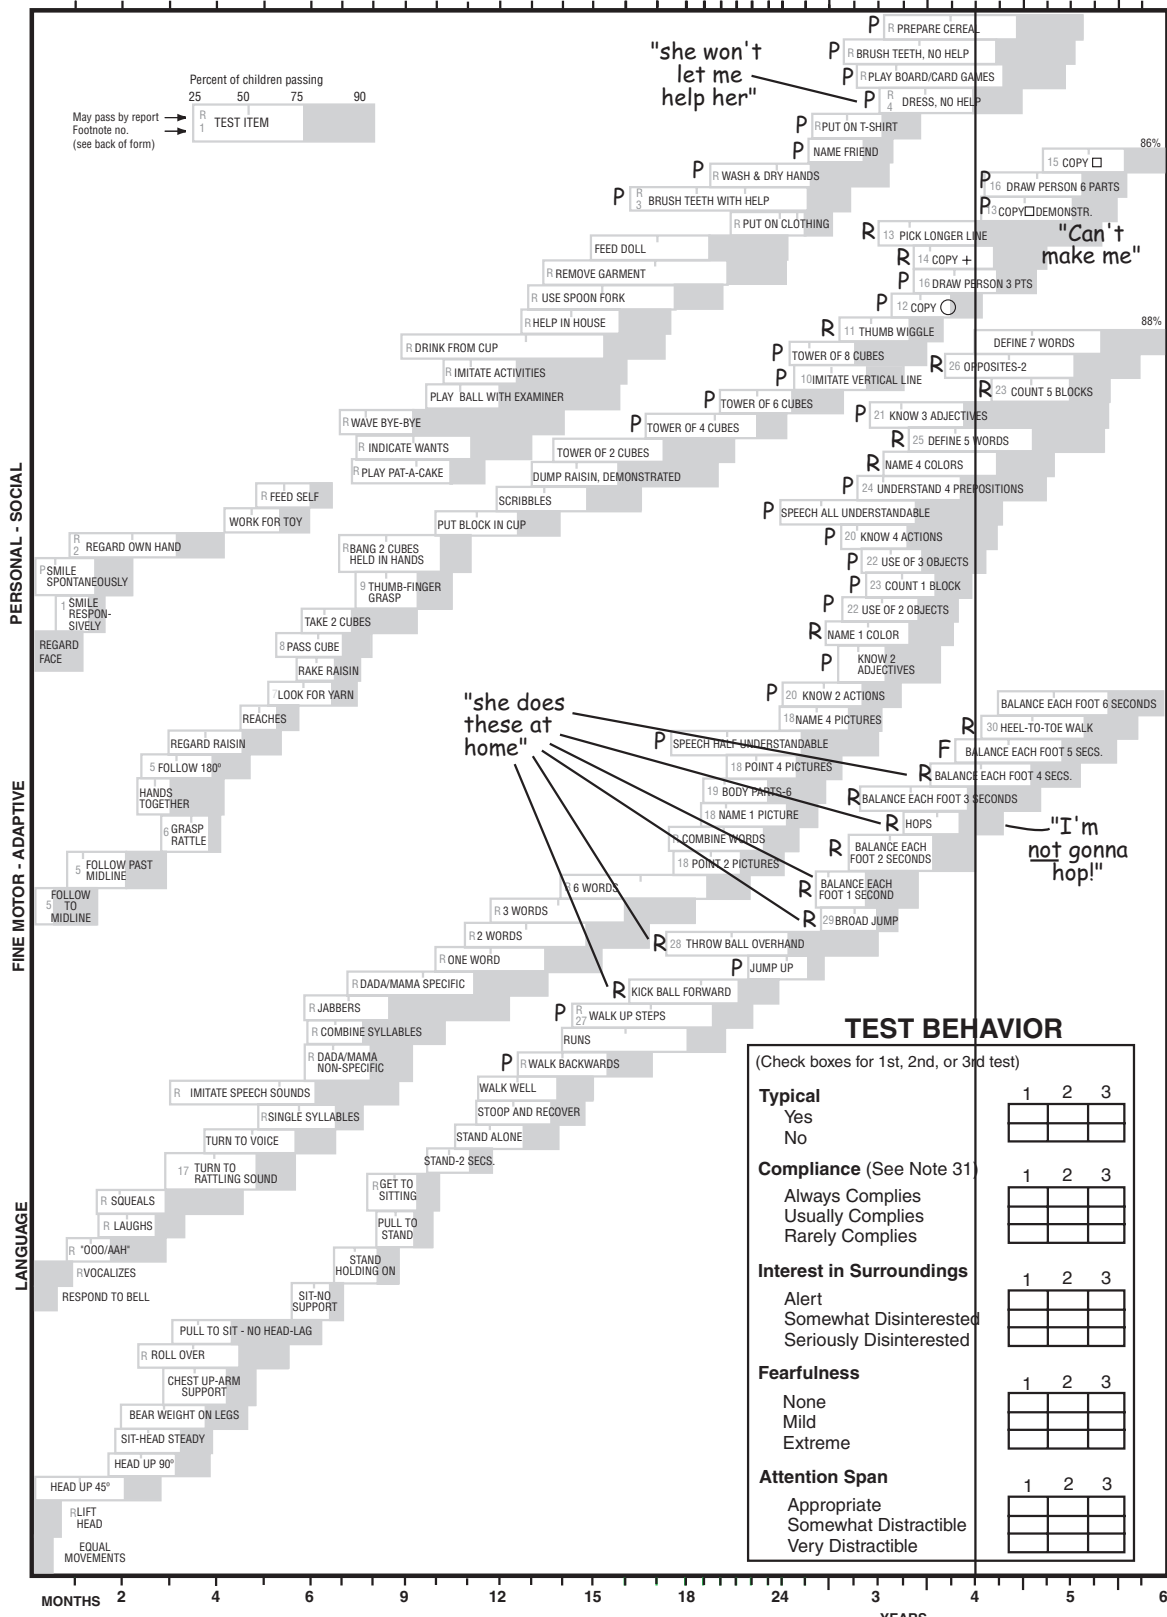 Percent of children passing
25 50 75 90
May pass by report
Footnote no.
(see back of form)
R
1 TEST ITEM
"she won't
let me
help her"
P R PREPARE CEREAL
P R BRUSH TEETH, NO HELP
P R PLAY BOARD/CARD GAMES
P R
4 DRESS, NO HELP
P R PUT ON T-SHIRT
P NAME FRIEND
P R WASH & DRY HANDS
P R
3 BRUSH TEETH WITH HELP
R PUT ON CLOTHING
FEED DOLL
R REMOVE GARMENT
R USE SPOON FORK
R HELP IN HOUSE
R DRINK FROM CUP
R IMITATE ACTIVITIES
PLAY BALL WITH EXAMINER
R WAVE BYE-BYE
R INDICATE WANTS
R PLAY PAT-A-CAKE
R FEED SELF
WORK FOR TOY
R
2 REGARD OWN HAND
R SMILE
SPONTANEOUSLY
1 SMILE
RESPON-
SIVELY
REGARD
FACE
PERSONAL - SOCIAL
86%
15 COPY □
P 16 DRAW PERSON 6 PARTS
P 13 COPY □ DEMONSTR.
"Can't
make me"
R 13 PICK LONGER LINE
R 14 COPY +
P 16 DRAW PERSON 3 PTS
P 12 COPY ○
R 11 THUMB WIGGLE
P TOWER OF 8 CUBES
P 10 IMITATE VERTICAL LINE
P TOWER OF 6 CUBES
P TOWER OF 4 CUBES
TOWER OF 2 CUBES
DUMP RAISIN, DEMONSTRATED
SCRIBBLES
PUT BLOCK IN CUP
R BANG 2 CUBES
HELD IN HANDS
9 THUMB-FINGER
GRASP
TAKE 2 CUBES
8 PASS CUBE
RAKE RAISIN
7 LOOK FOR YARN
REACHES
REGARD RAISIN
5 FOLLOW 180º
HANDS
TOGETHER
6 GRASP
RATTLE
5 FOLLOW PAST
MIDLINE
5 FOLLOW
TO
MIDLINE
FINE MOTOR - ADAPTIVE
88%
DEFINE 7 WORDS
R 26 OPPOSITES-2
R 23 COUNT 5 BLOCKS
P 21 KNOW 3 ADJECTIVES
R 25 DEFINE 5 WORDS
R NAME 4 COLORS
P 24 UNDERSTAND 4 PREPOSITIONS
P SPEECH ALL UNDERSTANDABLE
P 20 KNOW 4 ACTIONS
P 22 USE OF 3 OBJECTS
P 23 COUNT 1 BLOCK
P 22 USE OF 2 OBJECTS
R NAME 1 COLOR
P KNOW 2
ADJECTIVES
P 20 KNOW 2 ACTIONS
18 NAME 4 PICTURES
P SPEECH HALF UNDERSTANDABLE
18 POINT 4 PICTURES
19 BODY PARTS-6
18 NAME 1 PICTURE
R COMBINE WORDS
18 POINT 2 PICTURES
R 6 WORDS
R 3 WORDS
R 2 WORDS
R ONE WORD
R DADA/MAMA SPECIFIC
R JABBERS
R COMBINE SYLLABLES
R DADA/MAMA
NON-SPECIFIC
R IMITATE SPEECH SOUNDS
R SINGLE SYLLABLES
TURN TO VOICE
17 TURN TO
RATTLING SOUND
R SQUEALS
R LAUGHS
R "OOO/AAH"
R VOCALIZES
RESPOND TO BELL
LANGUAGE
"she does
these at
home"
BALANCE EACH FOOT 6 SECONDS
R 30 HEEL-TO-TOE WALK
F BALANCE EACH FOOT 5 SECS.
R BALANCE EACH FOOT 4 SECS.
R BALANCE EACH FOOT 3 SECONDS
R HOPS
"I'm
not gonna
hop!"
R BALANCE EACH
FOOT 2 SECONDS
R BALANCE EACH
FOOT 1 SECOND
R 29 BROAD JUMP
R 28 THROW BALL OVERHAND
P JUMP UP
R KICK BALL FORWARD
P R
27 WALK UP STEPS
RUNS
P R WALK BACKWARDS
WALK WELL
STOOP AND RECOVER
STAND ALONE
STAND-2 SECS.
R GET TO
SITTING
PULL TO
STAND
STAND
HOLDING ON
SIT-NO
SUPPORT
PULL TO SIT - NO HEAD-LAG
R ROLL OVER
CHEST UP-ARM
SUPPORT
BEAR WEIGHT ON LEGS
SIT-HEAD STEADY
HEAD UP 90º
HEAD UP 45º
R LIFT
HEAD
EQUAL
MOVEMENTS
TEST BEHAVIOR
(Check boxes for 1st, 2nd, or 3rd test)
Typical 1 2 3
Yes
No
Compliance (See Note 31) 1 2 3
Always Complies
Usually Complies
Rarely Complies
Interest in Surroundings 1 2 3
Alert
Somewhat Disinterested
Seriously Disinterested
Fearfulness 1 2 3
None
Mild
Extreme
Attention Span 1 2 3
Appropriate
Somewhat Distractible
Very Distractible
MONTHS 2 4 6 9 12 15 18 24 3 4 5 6
YEARS